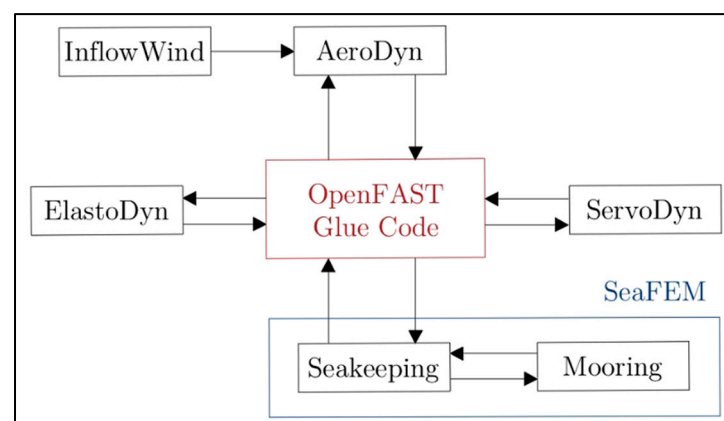 InflowWind
AeroDyn
OpenFAST
Glue Code
ElastoDyn
ServoDyn
SeaFEM
Seakeeping
Mooring